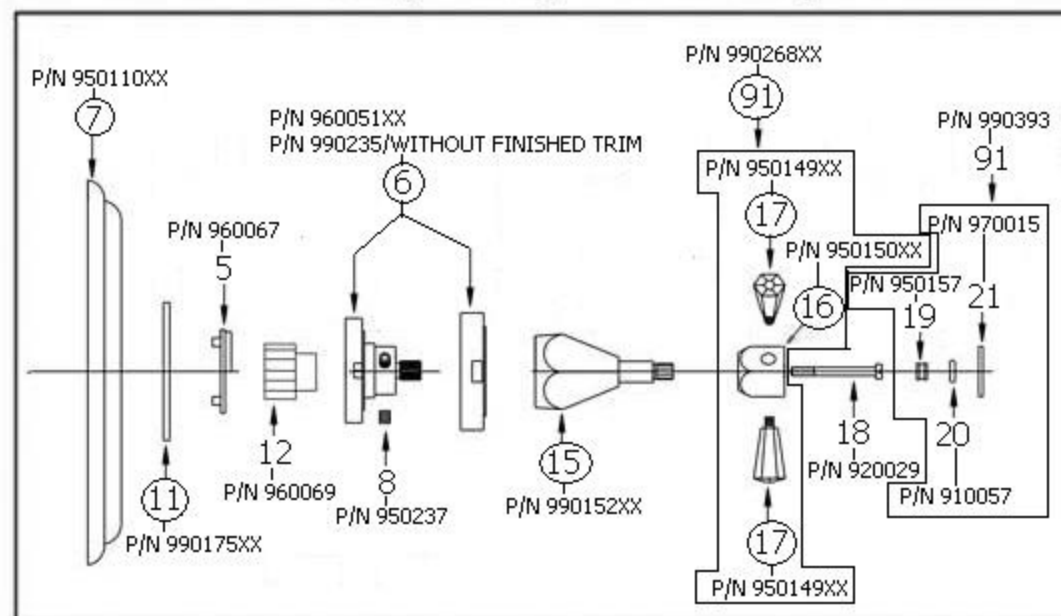 P/N 950110XX
7
P/N 960067
5
12
P/N 960069
11
P/N 990175XX
P/N 960051XX
P/N 990235/WITHOUT FINISHED TRIM
6
8
P/N 950237
15
P/N 990152XX
P/N 990268XX
91
P/N 950149XX
17
P/N 950150XX
16
17
P/N 950149XX
18
P/N 920029
P/N 990393
91
P/N 970015
21
P/N 950157
19
20
P/N 910057